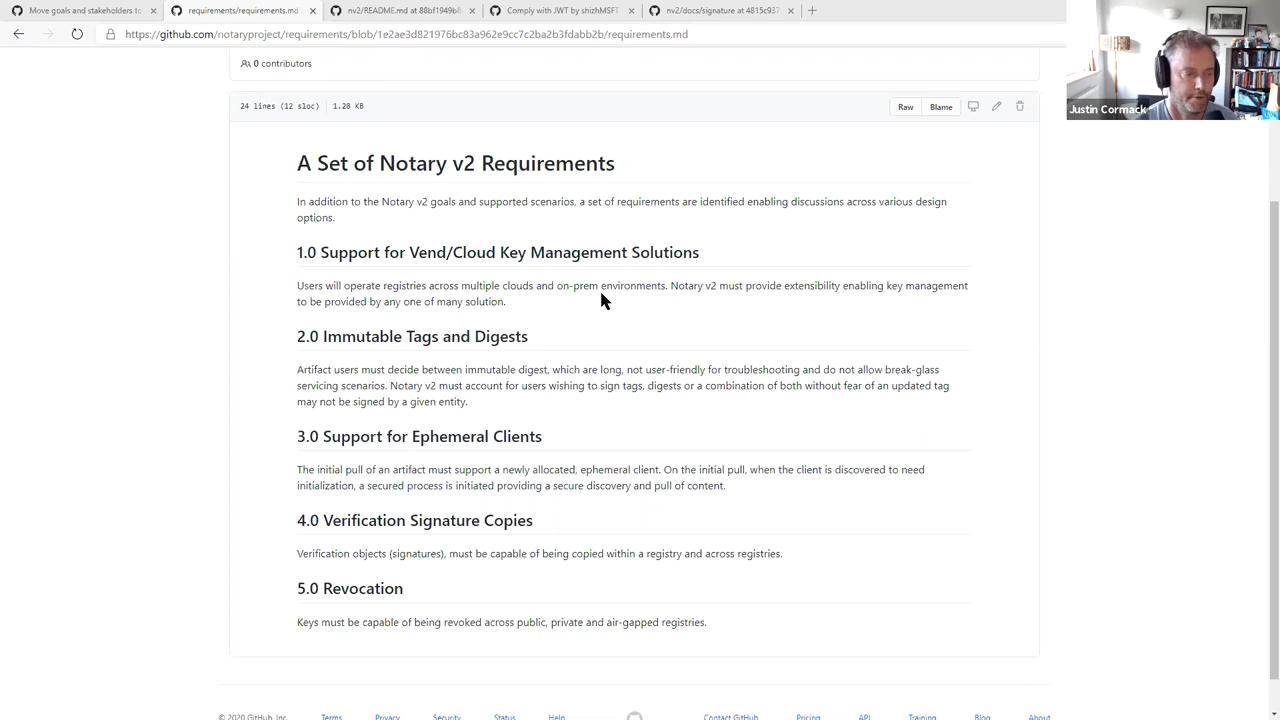 Move goals and stakeholders to
requirements/requirements.md
nv2/README.md at 88bf1949b8
Comply with JWT by shizhMSFT
nv2/docs/signature at 4815c937
https://github.com/notaryproject/requirements/blob/1e2ae3d821976bc83a962e9cc7c2ba2b3fdabb2b/requirements.md
Justin Cormack
0 contributors
24 lines (12 sloc) | 1.28 KB
Raw
Blame
A Set of Notary v2 Requirements
In addition to the Notary v2 goals and supported scenarios, a set of requirements are identified enabling discussions across various design
options.
1.0 Support for Vend/Cloud Key Management Solutions
Users will operate registries across multiple clouds and on-prem environments. Notary v2 must provide extensibility enabling key management
to be provided by any one of many solution.
2.0 Immutable Tags and Digests
Artifact users must decide between immutable digest, which are long, not user-friendly for troubleshooting and do not allow break-glass
servicing scenarios. Notary v2 must account for users wishing to sign tags, digests or a combination of both without fear of an updated tag
may not be signed by a given entity.
3.0 Support for Ephemeral Clients
The initial pull of an artifact must support a newly allocated, ephemeral client. On the initial pull, when the client is discovered to need
initialization, a secured process is initiated providing a secure discovery and pull of content.
4.0 Verification Signature Copies
Verification objects (signatures), must be capable of being copied within a registry and across registries.
5.0 Revocation
Keys must be capable of being revoked across public, private and air-gapped registries.
© 2020 GitHub, Inc.
Terms
Privacy
Security
Status
Help
Contact GitHub
Pricing
API
Training
Blog
About